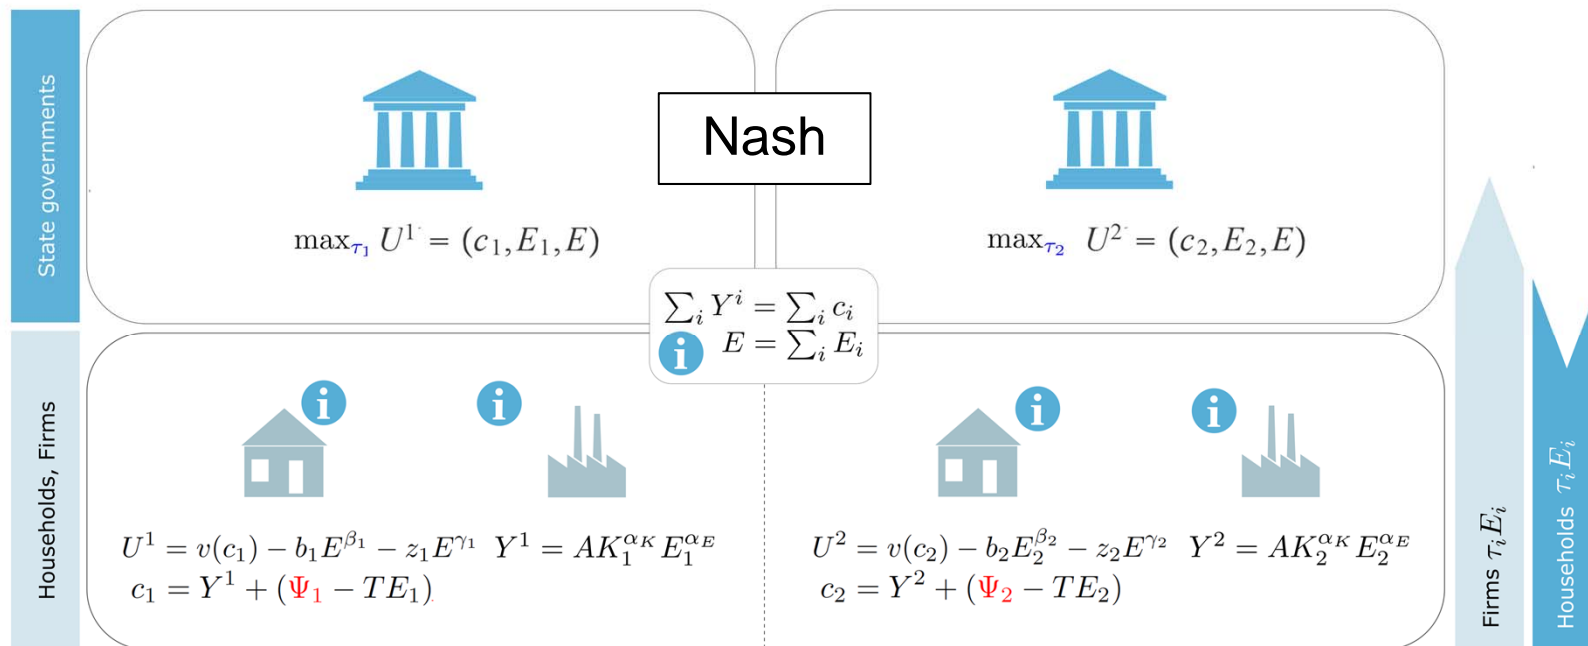 State governments
Nash
max_{τ_1} U^1 = (c_1, E_1, E)
max_{τ_2} U^2 = (c_2, E_2, E)
∑_i Y^i = ∑_i c_i
i E = ∑_i E_i
Households, Firms
i
i
i
i
U^1 = v(c_1) − b_1E^{β_1} − z_1E^{γ_1} Y^1 = AK_1^{α_K}E_1^{α_E}
c_1 = Y^1 + (Ψ_1 − TE_1)
U^2 = v(c_2) − b_2E_2^{β_2} − z_2E^{γ_2} Y^2 = AK_2^{α_K}E_2^{α_E}
c_2 = Y^2 + (Ψ_2 − TE_2)
Firms τ_iE_i
Households τ_iE_i